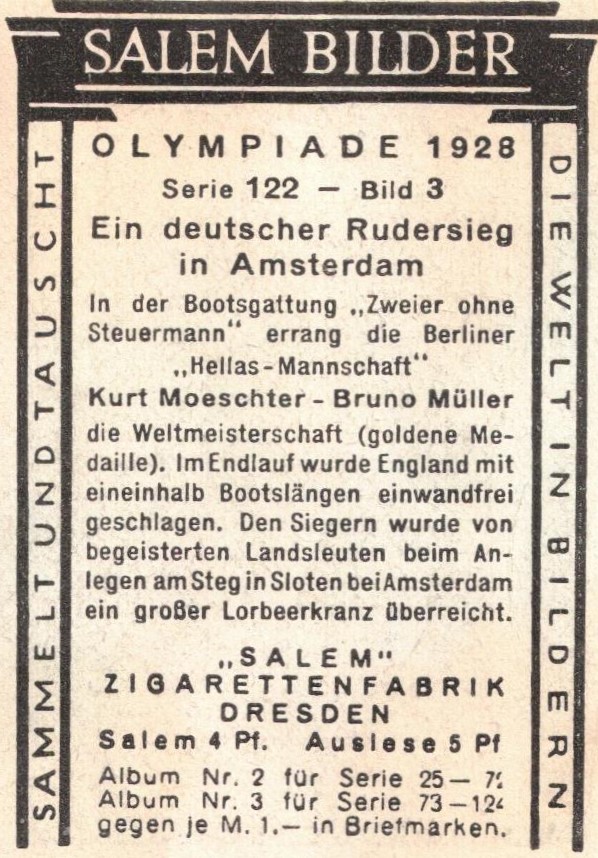 SALEM BILDER
OLYMPIADE 1928
Serie 122 — Bild 3
Ein deutscher Rudersieg
in Amsterdam
In der Bootsgattung „Zweier ohne
Steuermann“ errang die Berliner
„Hellas-Mannschaft“
Kurt Moeschter - Bruno Müller
die Weltmeisterschaft (goldene Me-
daille). Im Endlauf wurde England mit
eineinhalb Bootslängen einwandfrei
geschlagen. Den Siegern wurde von
begeisterten Landsleuten beim An-
legen am Steg in Sloten bei Amsterdam
ein großer Lorbeerkranz überreicht.
„SALEM“
ZIGARETTENFABRIK
DRESDEN
Salem 4 Pf. Auslese 5 Pf
Album Nr. 2 für Serie 25—
Album Nr. 3 für Serie 73—
gegen je M. 1.— in Briefmarken.
SAMMELT UND TAUSCHT
DIE WELT IN BILDERN